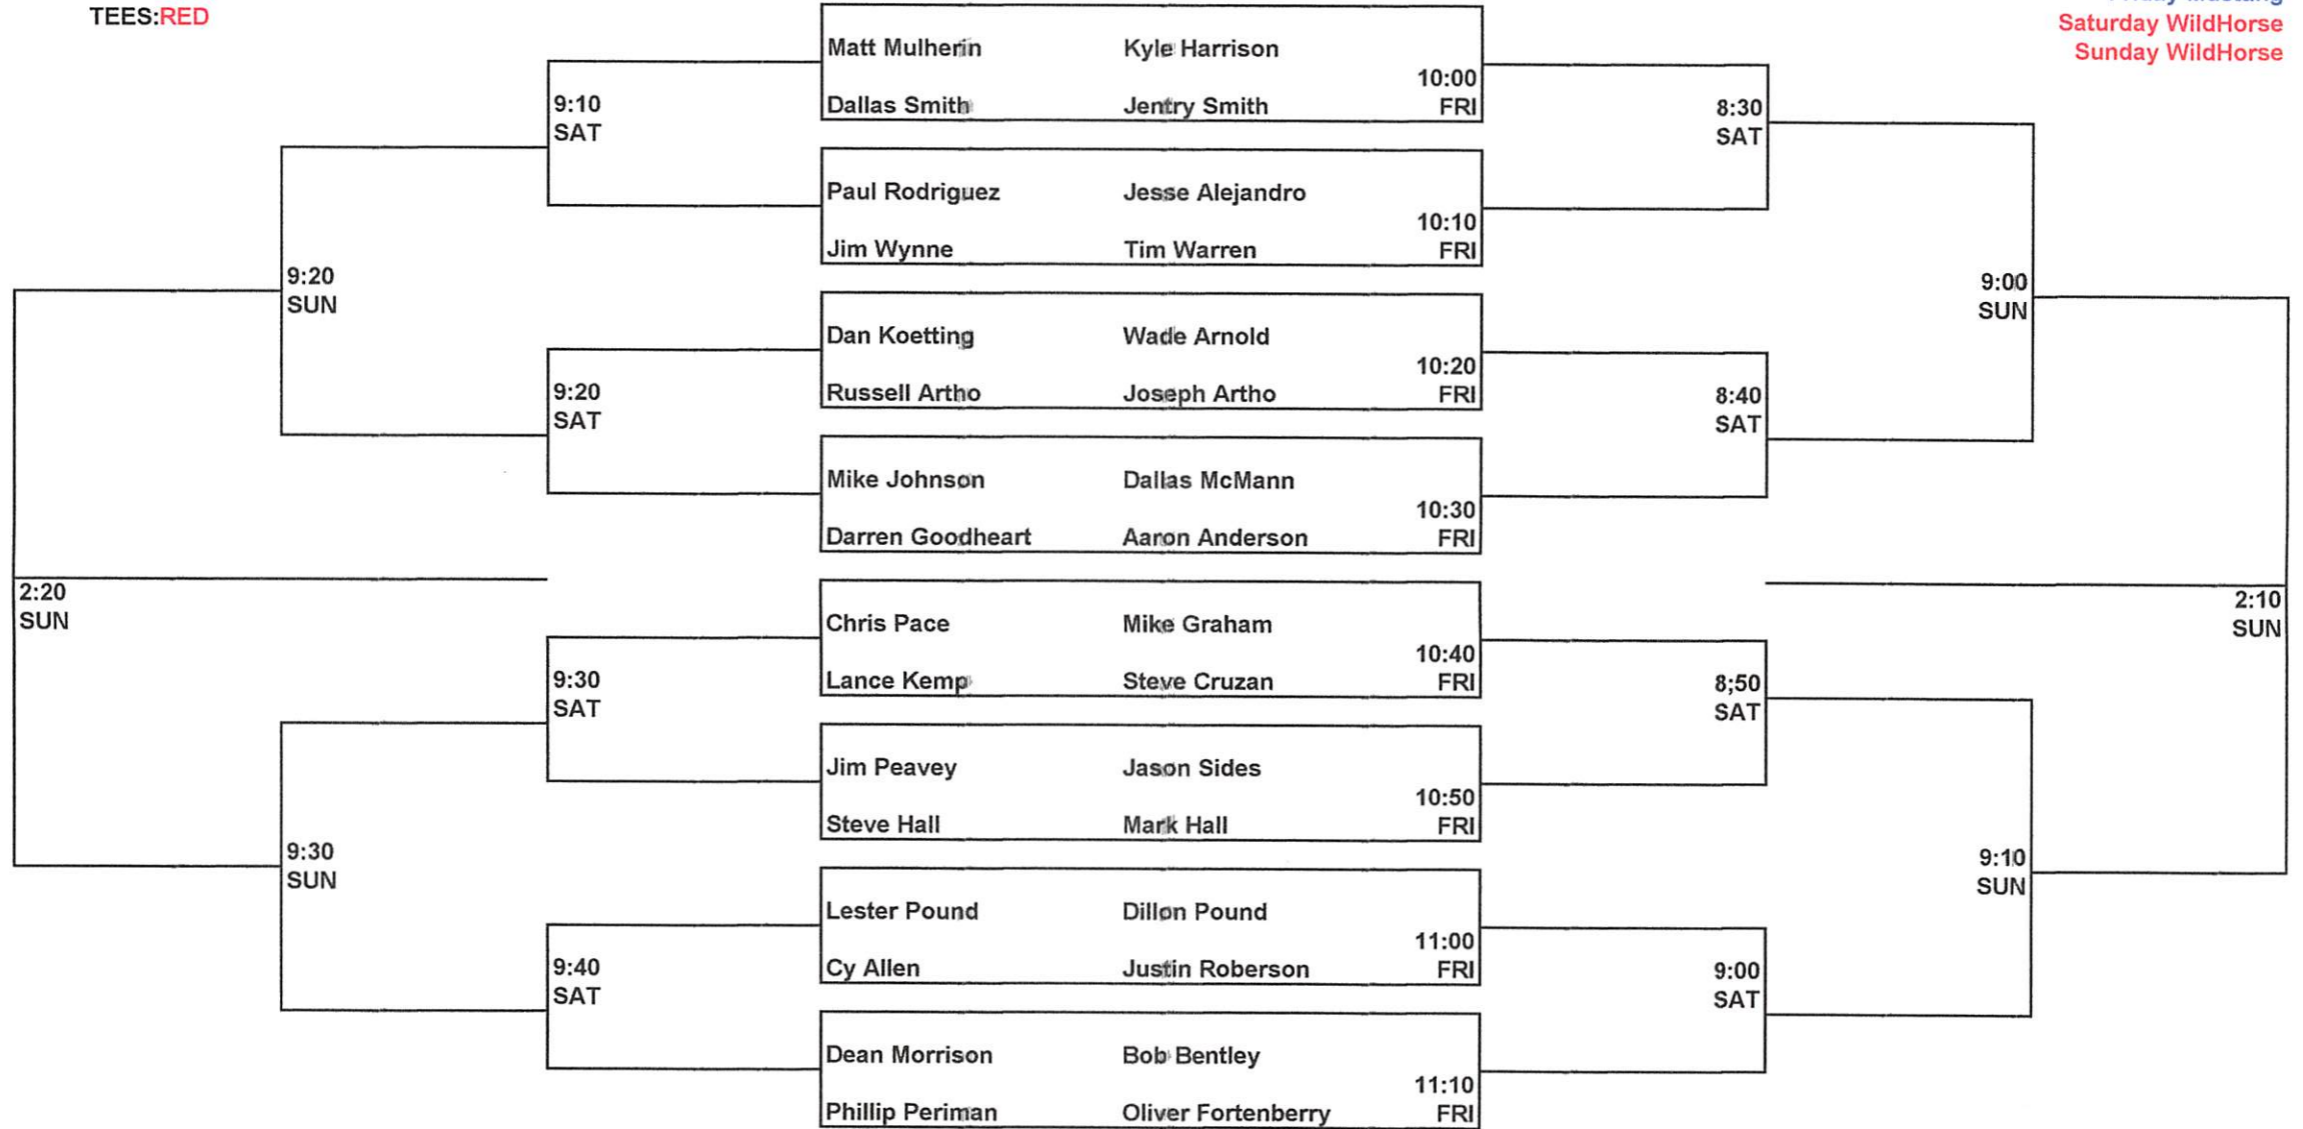 TEES:RED
Friday Mustang
Saturday WildHorse
Sunday WildHorse
Matt Mulherin Kyle Harrison
10:00
Dallas Smith Jentry Smith FRI
9:10
SAT
8:30
SAT
Paul Rodriguez Jesse Alejandro
10:10
Jim Wynne Tim Warren FRI
9:20
SUN
9:00
SUN
Dan Koetting Wade Arnold
10:20
Russell Artho Joseph Artho FRI
9:20
SAT
8:40
SAT
Mike Johnson Dallas McMann
10:30
Darren Goodheart Aaron Anderson FRI
2:20
SUN
2:10
SUN
Chris Pace Mike Graham
10:40
Lance Kemp Steve Cruzan FRI
9:30
SAT
8;50
SAT
Jim Peavey Jason Sides
10:50
Steve Hall Mark Hall FRI
9:30
SUN
9:10
SUN
Lester Pound Dillon Pound
11:00
Cy Allen Justin Roberson FRI
9:40
SAT
9:00
SAT
Dean Morrison Bob Bentley
11:10
Phillip Periman Oliver Fortenberry FRI